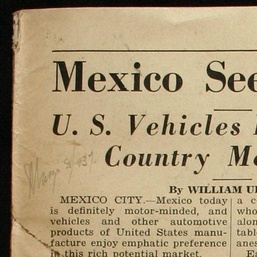 Mexico See
U. S. Vehicles
Country Mo
By WILLIAM U
MEXICO CITY.—Mexico today
is definitely motor-minded, and
vehicles and other automotive
products of United States manu-
facture enjoy emphatic preference
in this rich potential market.
a c
who
alon
tabl
anes